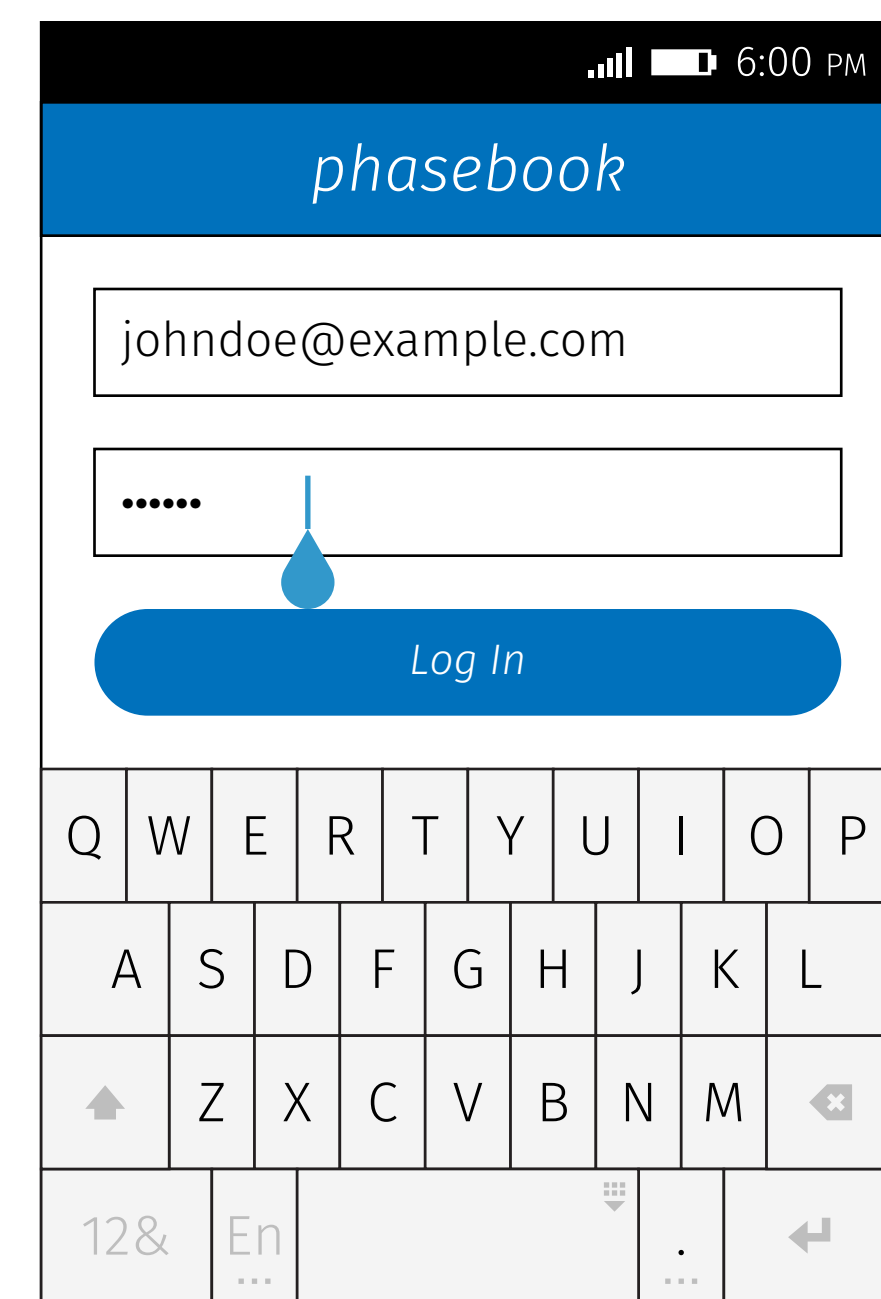 6:00 PM
phasebook
johndoe@example.com
••••••
Log In
Q W E R T Y U I O P
A S D F G H J K L
Z X C V B N M
12& En .